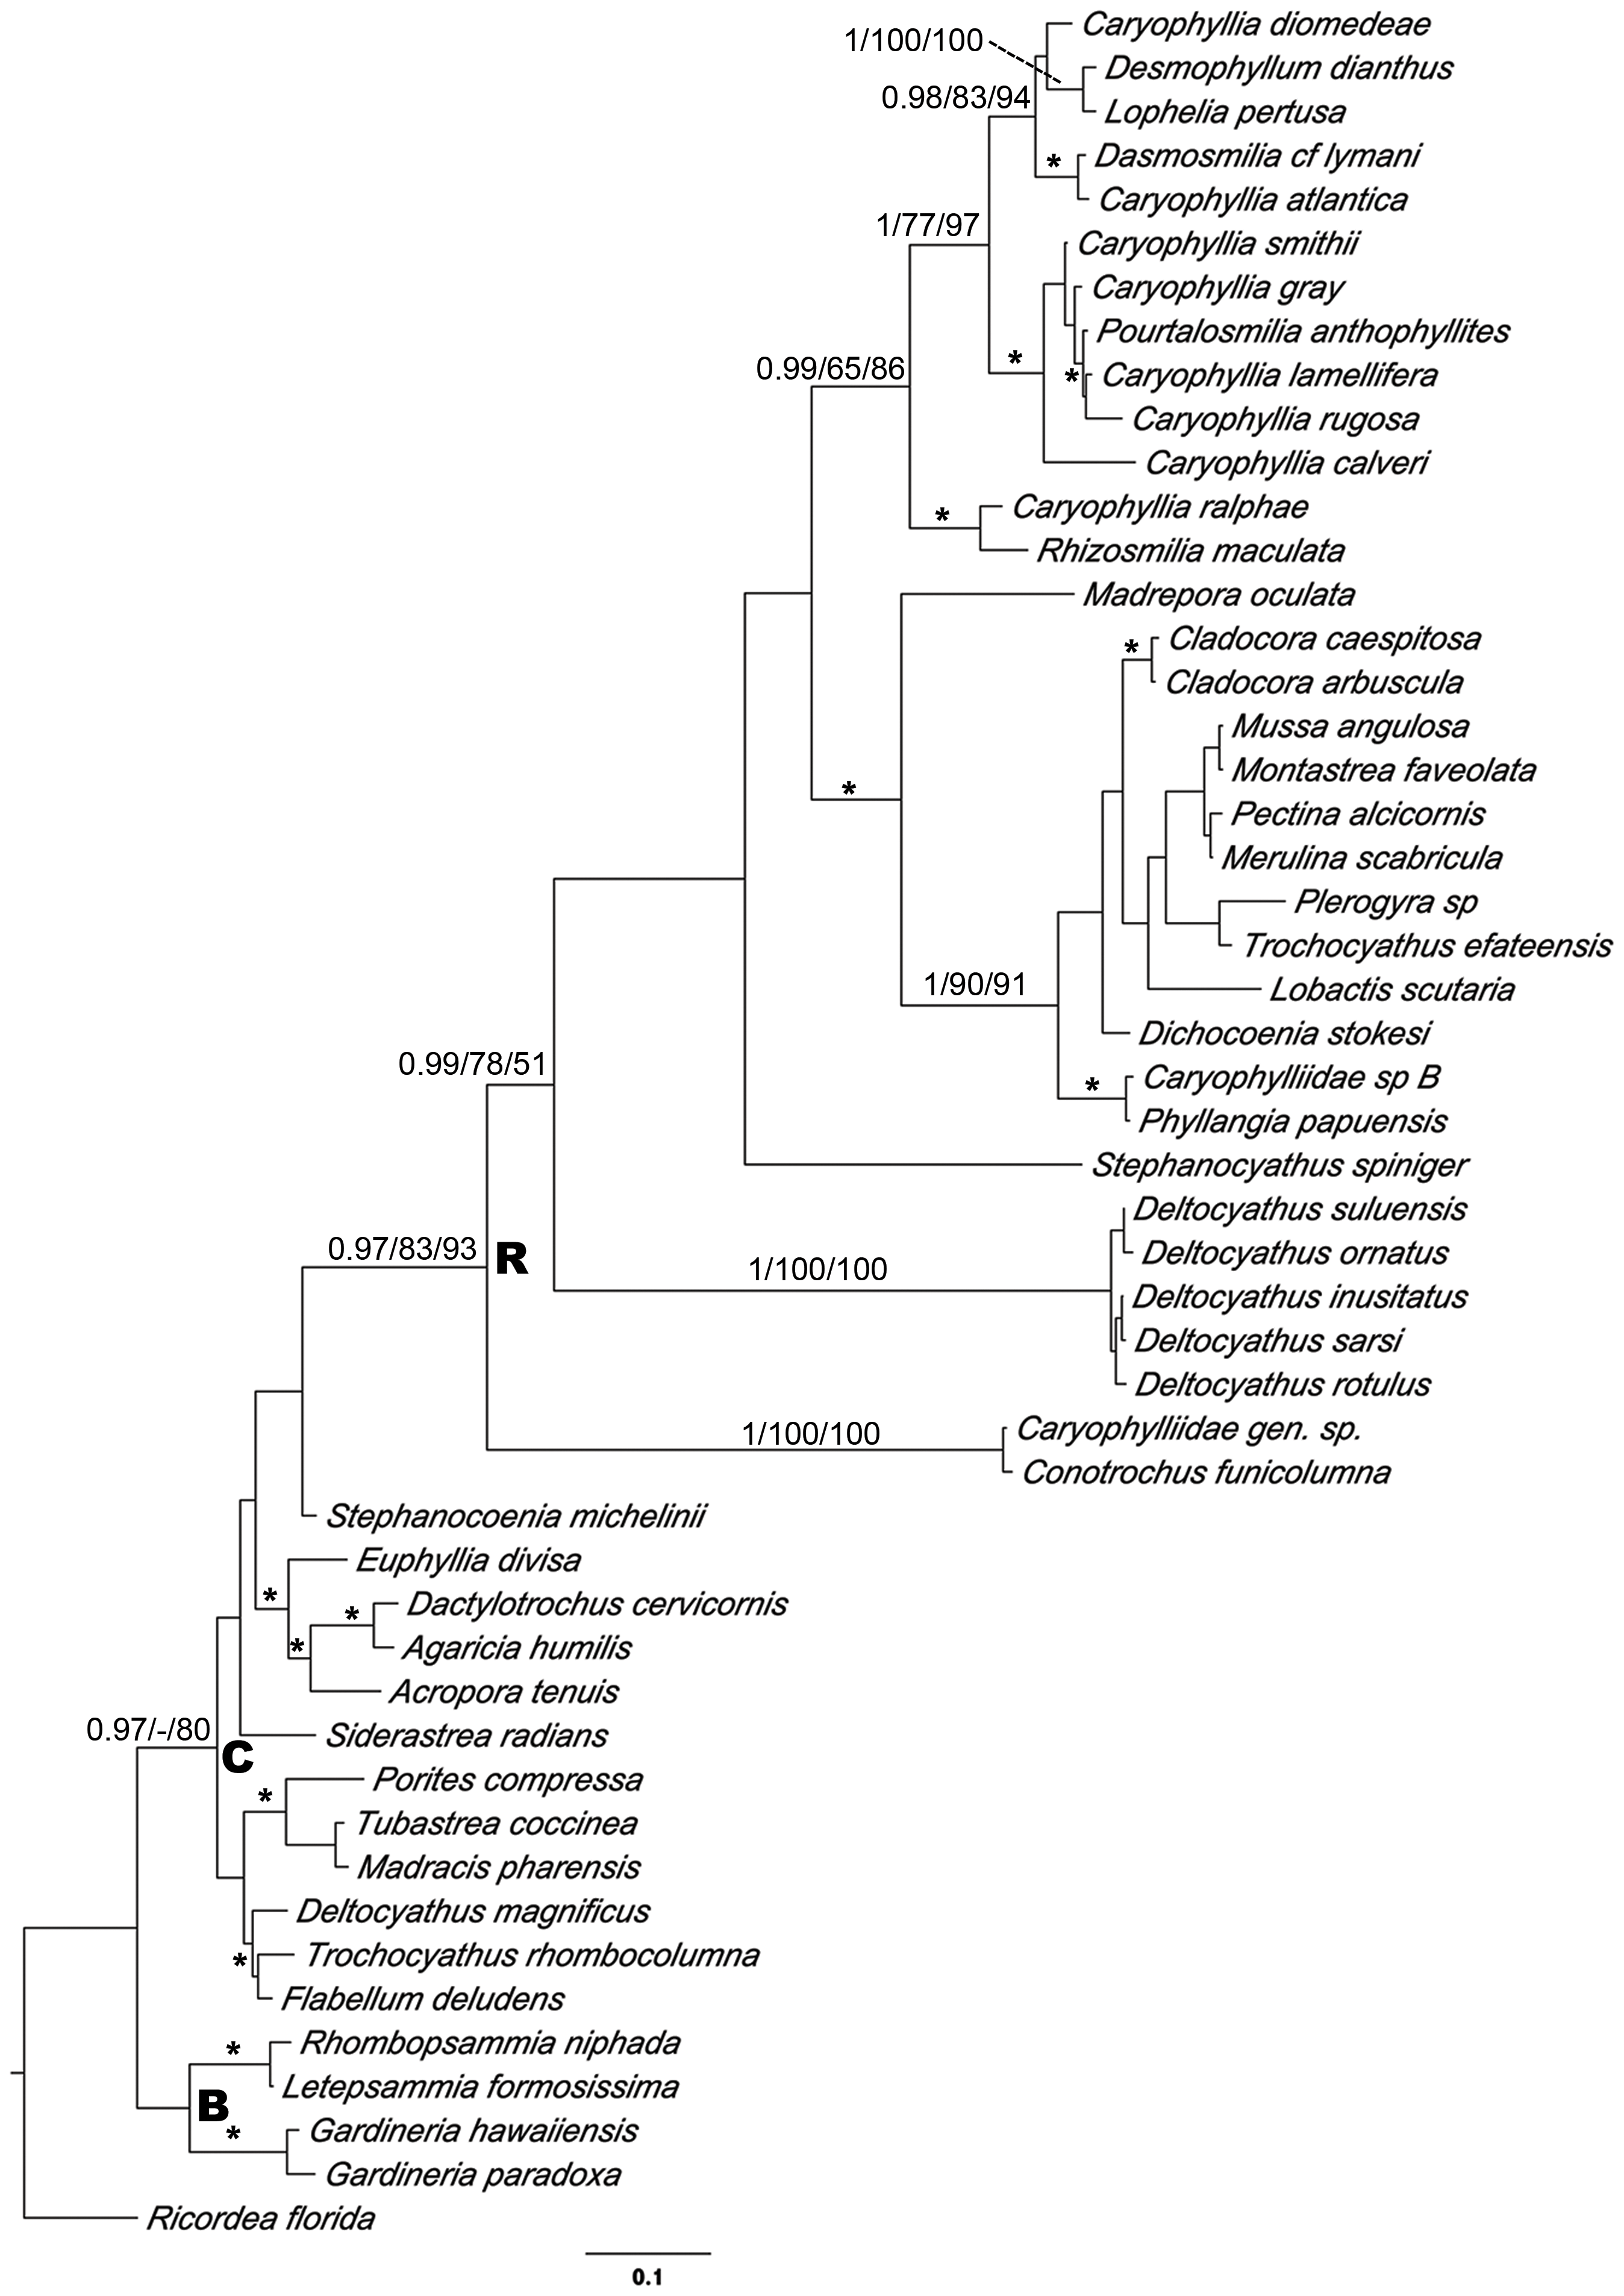 Caryophyllia diomedeae
1/100/100
Desmophyllum dianthus
0.98/83/94
Lophelia pertusa
*
Dasmosmilia cf lymani
Caryophyllia atlantica
1/77/97
Caryophyllia smithii
Caryophyllia gray
Pourtalosmilia anthophyllites
*
0.99/65/86
*
Caryophyllia lamellifera
Caryophyllia rugosa
Caryophyllia calveri
Caryophyllia ralphae
*
Rhizosmilia maculata
Madrepora oculata
*
Cladocora caespitosa
Cladocora arbuscula
Mussa angulosa
Montastrea faveolata
*
Pectina alcicornis
Merulina scabricula
Plerogyra sp
Trochocyathus efateensis
1/90/91
Lobactis scutaria
Dichocoenia stokesi
0.99/78/51
*
Caryophylliidae sp B
Phyllangia papuensis
Stephanocyathus spiniger
Deltocyathus suluensis
0.97/83/93
R
Deltocyathus ornatus
1/100/100
Deltocyathus inusitatus
Deltocyathus sarsi
Deltocyathus rotulus
1/100/100
Caryophylliidae gen. sp.
Conotrochus funicolumna
Stephanocoenia michelinii
Euphyllia divisa
*
*
Dactylotrochus cervicornis
*
Agaricia humilis
Acropora tenuis
0.97/-/80
Siderastrea radians
C
Porites compressa
*
Tubastrea coccinea
Madracis pharensis
Deltocyathus magnificus
*
Trochocyathus rhombocolumna
Flabellum deludens
*
Rhombopsammia niphada
Letepsammia formosissima
B
*
Gardineria hawaiiensis
Gardineria paradoxa
Ricordea florida
0.1